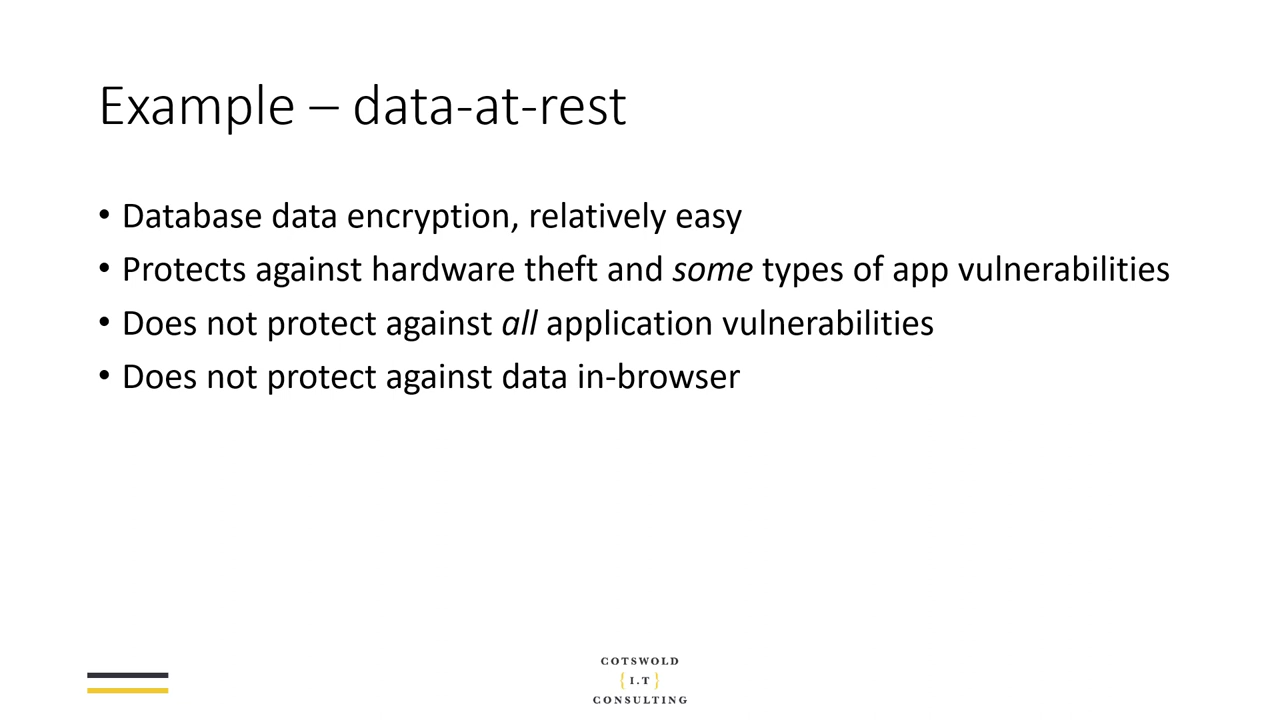 Example – data-at-rest
• Database data encryption, relatively easy
• Protects against hardware theft and some types of app vulnerabilities
• Does not protect against all application vulnerabilities
• Does not protect against data in-browser
COTSWOLD
{ I.T }
CONSULTING